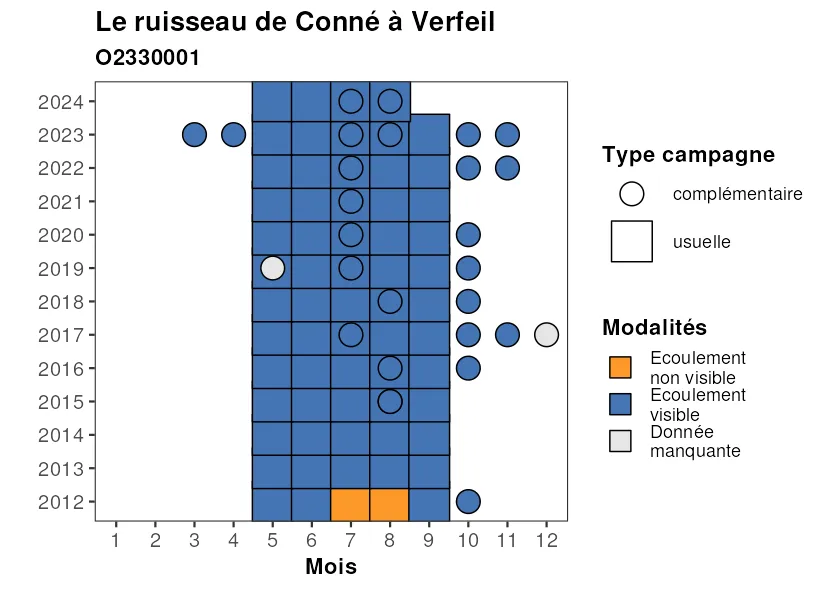 Le ruisseau de Conné à Verfeil
O2330001
2024
2023
2022
2021
2020
2019
2018
2017
2016
2015
2014
2013
2012
1 2 3 4 5 6 7 8 9 10 11 12
Mois
Type campagne
complémentaire
usuelle
Modalités
Ecoulement
non visible
Ecoulement
visible
Donnée
manquante